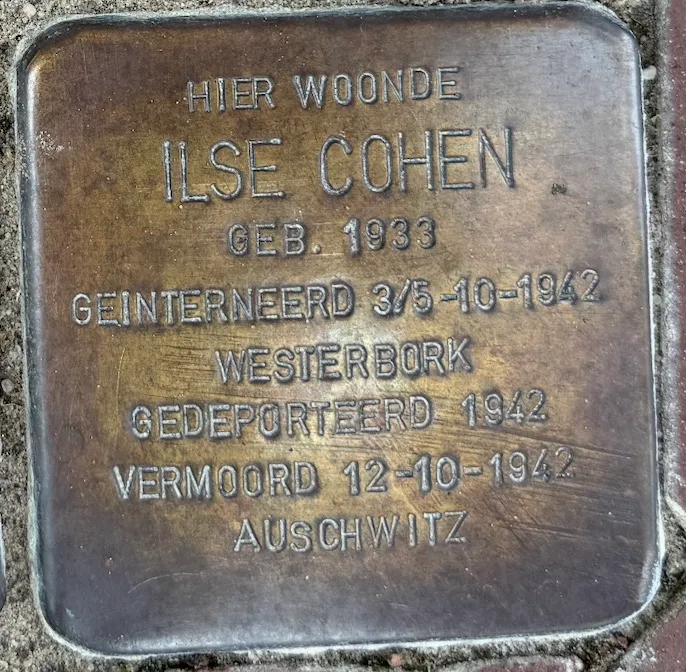 HIER WOONDE
ILSE COHEN
GEB. 1933
GEINTERNEERD 3/5-10-1942
WESTERBORK
GEDEPORTEERD 1942
VERMOORD 12-10-1942
AUSCHWITZ